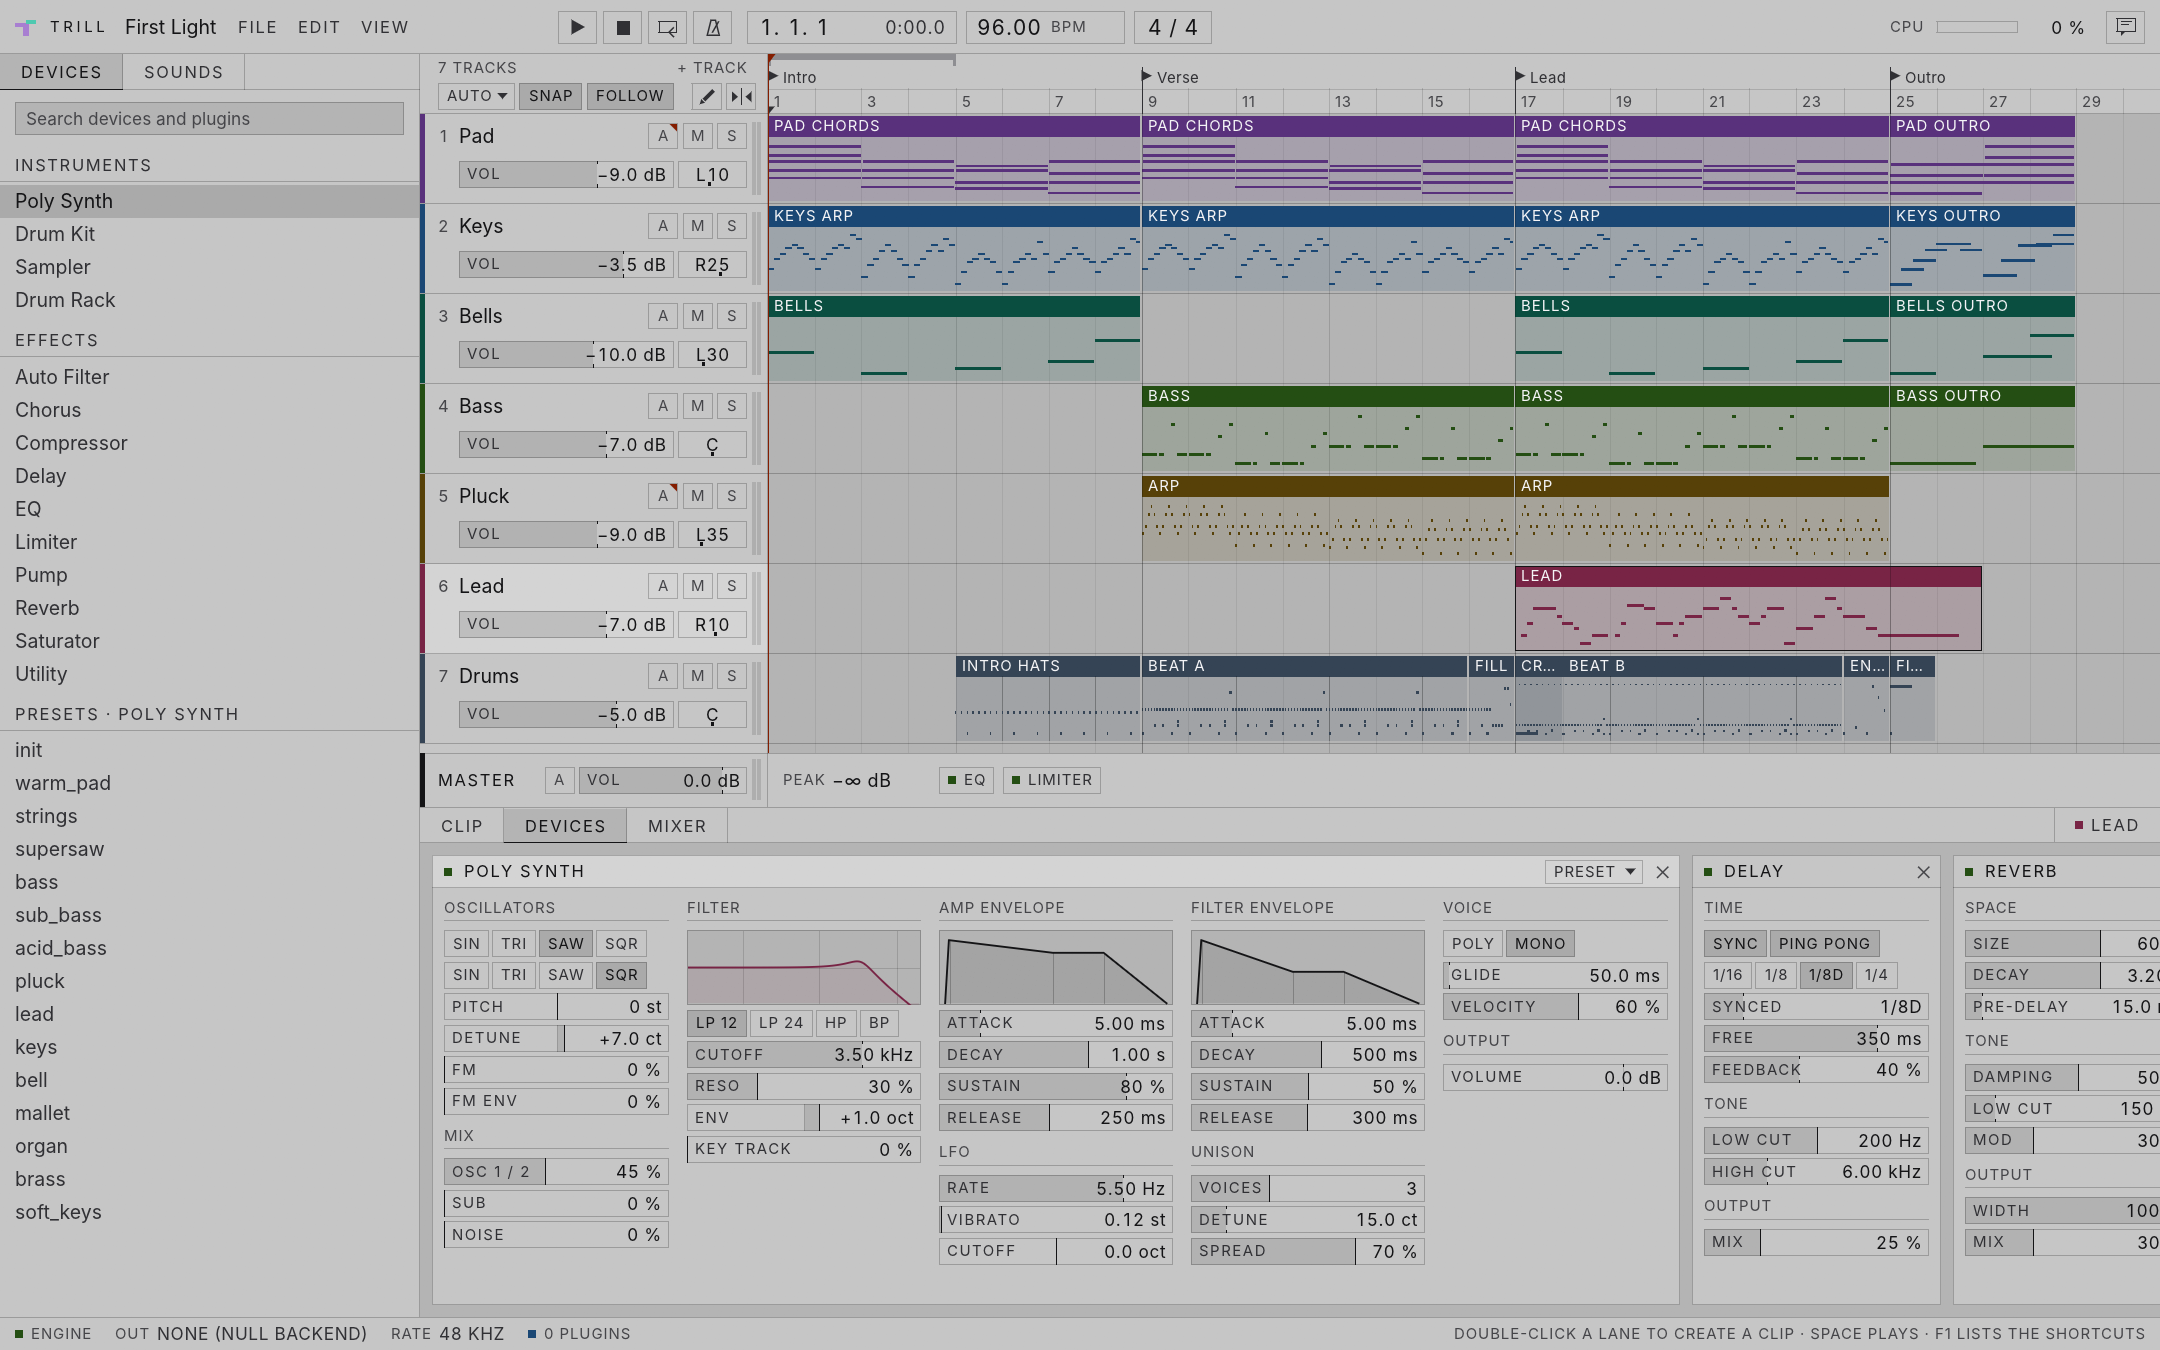 TRILL First Light FILE EDIT VIEW 1. 1. 1 0:00.0 96.00 BPM 4 / 4 CPU 0 %
DEVICES SOUNDS
Search devices and plugins
INSTRUMENTS
Poly Synth
Drum Kit
Sampler
Drum Rack
EFFECTS
Auto Filter
Chorus
Compressor
Delay
EQ
Limiter
Pump
Reverb
Saturator
Utility
PRESETS · POLY SYNTH
init
warm_pad
strings
supersaw
bass
sub_bass
acid_bass
pluck
lead
keys
bell
mallet
organ
brass
soft_keys
7 TRACKS + TRACK
AUTO SNAP FOLLOW
Intro Verse Lead Outro
1 3 5 7 9 11 13 15 17 19 21 23 25 27 29
1 Pad A M S
VOL −9.0 dB L10
PAD CHORDS PAD CHORDS PAD CHORDS PAD OUTRO
2 Keys A M S
VOL −3.5 dB R25
KEYS ARP KEYS ARP KEYS ARP KEYS OUTRO
3 Bells A M S
VOL −10.0 dB L30
BELLS BELLS BELLS OUTRO
4 Bass A M S
VOL −7.0 dB C
BASS BASS BASS OUTRO
5 Pluck A M S
VOL −9.0 dB L35
ARP ARP
6 Lead A M S
VOL −7.0 dB R10
LEAD
7 Drums A M S
VOL −5.0 dB C
INTRO HATS BEAT A FILL CR... BEAT B EN... FI...
MASTER A VOL 0.0 dB PEAK −∞ dB EQ LIMITER
CLIP DEVICES MIXER LEAD
POLY SYNTH PRESET
OSCILLATORS
SIN TRI SAW SQR
SIN TRI SAW SQR
PITCH 0 st
DETUNE +7.0 ct
FM 0 %
FM ENV 0 %
MIX
OSC 1 / 2 45 %
SUB 0 %
NOISE 0 %
FILTER
LP 12 LP 24 HP BP
CUTOFF 3.50 kHz
RESO 30 %
ENV +1.0 oct
KEY TRACK 0 %
AMP ENVELOPE
ATTACK 5.00 ms
DECAY 1.00 s
SUSTAIN 80 %
RELEASE 250 ms
LFO
RATE 5.50 Hz
VIBRATO 0.12 st
CUTOFF 0.0 oct
FILTER ENVELOPE
ATTACK 5.00 ms
DECAY 500 ms
SUSTAIN 50 %
RELEASE 300 ms
UNISON
VOICES 3
DETUNE 15.0 ct
SPREAD 70 %
VOICE
POLY MONO
GLIDE 50.0 ms
VELOCITY 60 %
OUTPUT
VOLUME 0.0 dB
DELAY
TIME
SYNC PING PONG
1/16 1/8 1/8D 1/4
SYNCED 1/8D
FREE 350 ms
FEEDBACK 40 %
TONE
LOW CUT 200 Hz
HIGH CUT 6.00 kHz
OUTPUT
MIX 25 %
REVERB
SPACE
SIZE 60
DECAY 3.20
PRE-DELAY 15.0
TONE
DAMPING 50
LOW CUT 150
MOD 30
OUTPUT
WIDTH 100
MIX 30
ENGINE OUT NONE (NULL BACKEND) RATE 48 KHZ 0 PLUGINS DOUBLE-CLICK A LANE TO CREATE A CLIP · SPACE PLAYS · F1 LISTS THE SHORTCUTS